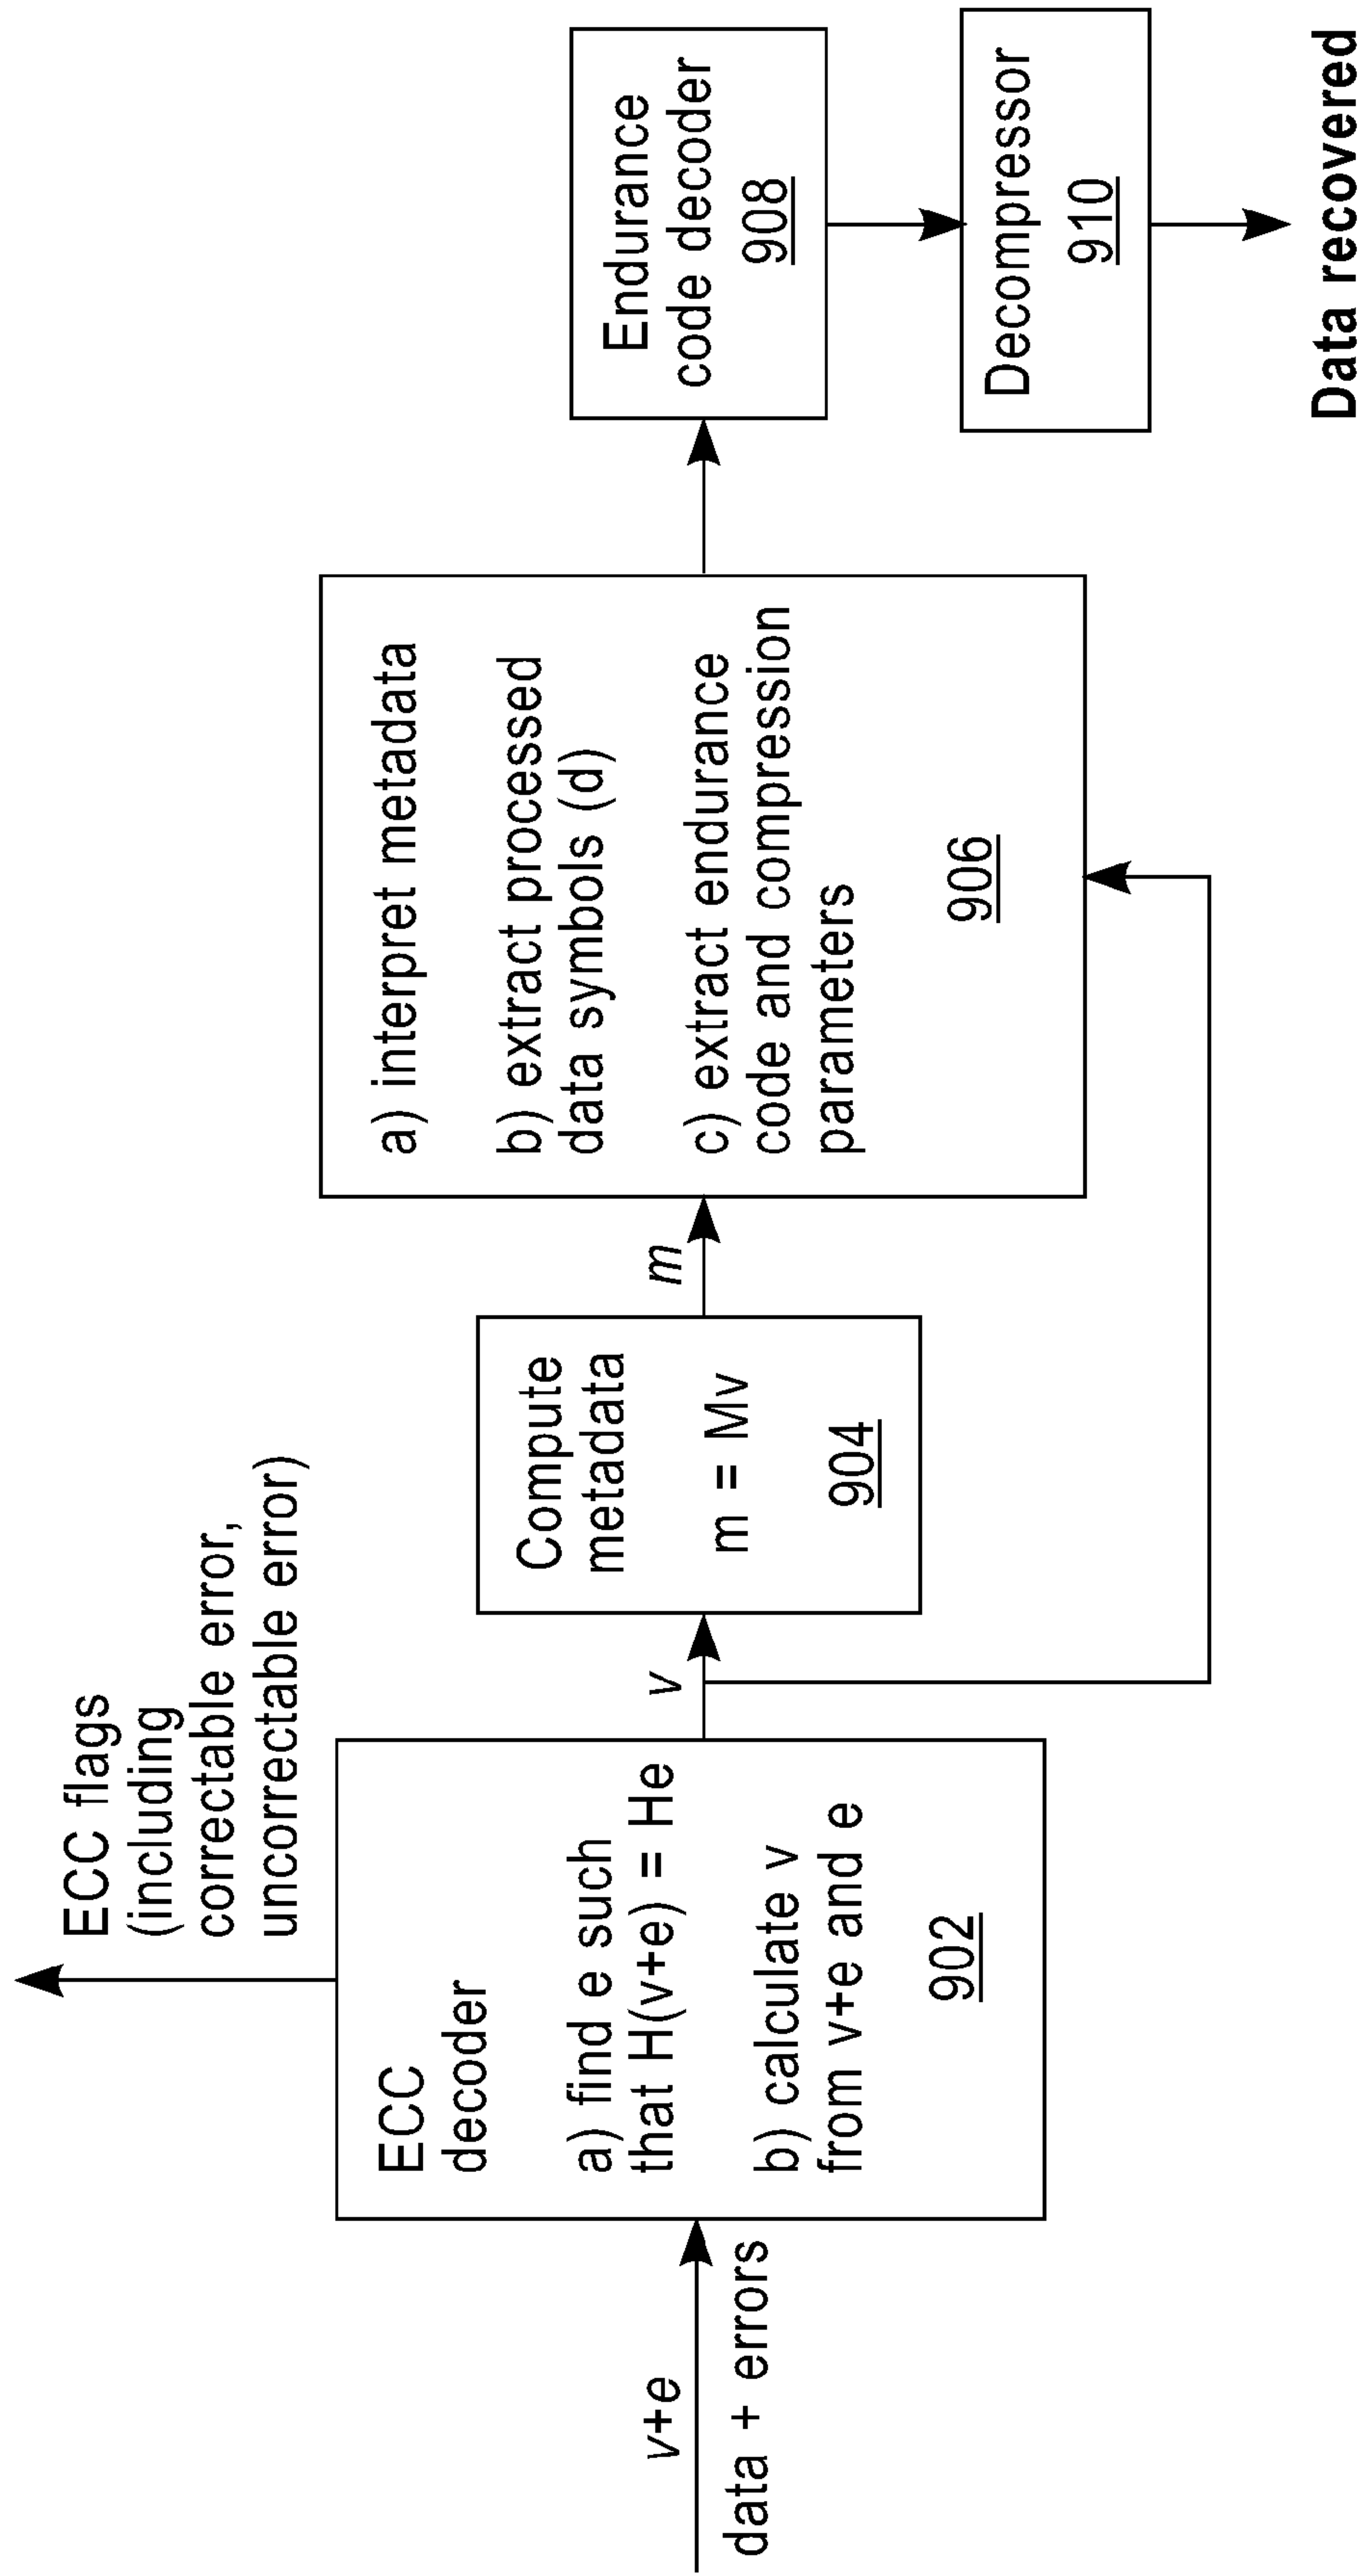 ECC flags
(including
correctable error,
uncorrectable error)
v+e
data + errors
ECC
decoder
a) find e such
that H(v+e) = He
b) calculate v
from v+e and e
902
v
Compute
metadata
m = Mv
904
m
a) interpret metadata
b) extract processed
data symbols (d)
c) extract endurance
code and compression
parameters
906
Endurance
code decoder
908
Decompressor
910
Data recovered